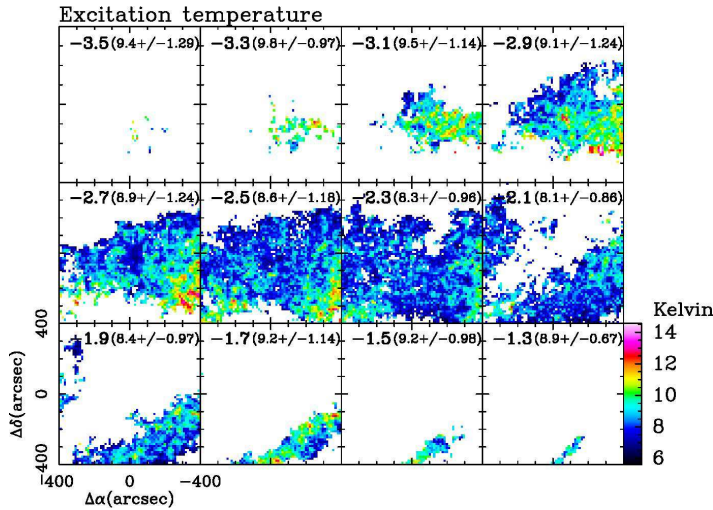 Excitation temperature
−3.5(9.4+/−1.29) −3.3(9.8+/−0.97) −3.1(9.5+/−1.14) −2.9(9.1+/−1.24)
−2.7(8.9+/−1.24) −2.5(8.6+/−1.18) −2.3(8.3+/−0.96) −2.1(8.1+/−0.86)
−1.9(8.4+/−0.97) −1.7(9.2+/−1.14) −1.5(9.2+/−0.98) −1.3(8.9+/−0.67)
400
0
400
Δδ(arcsec)
400 0 −400
Δα(arcsec)
Kelvin
14
12
10
8
6